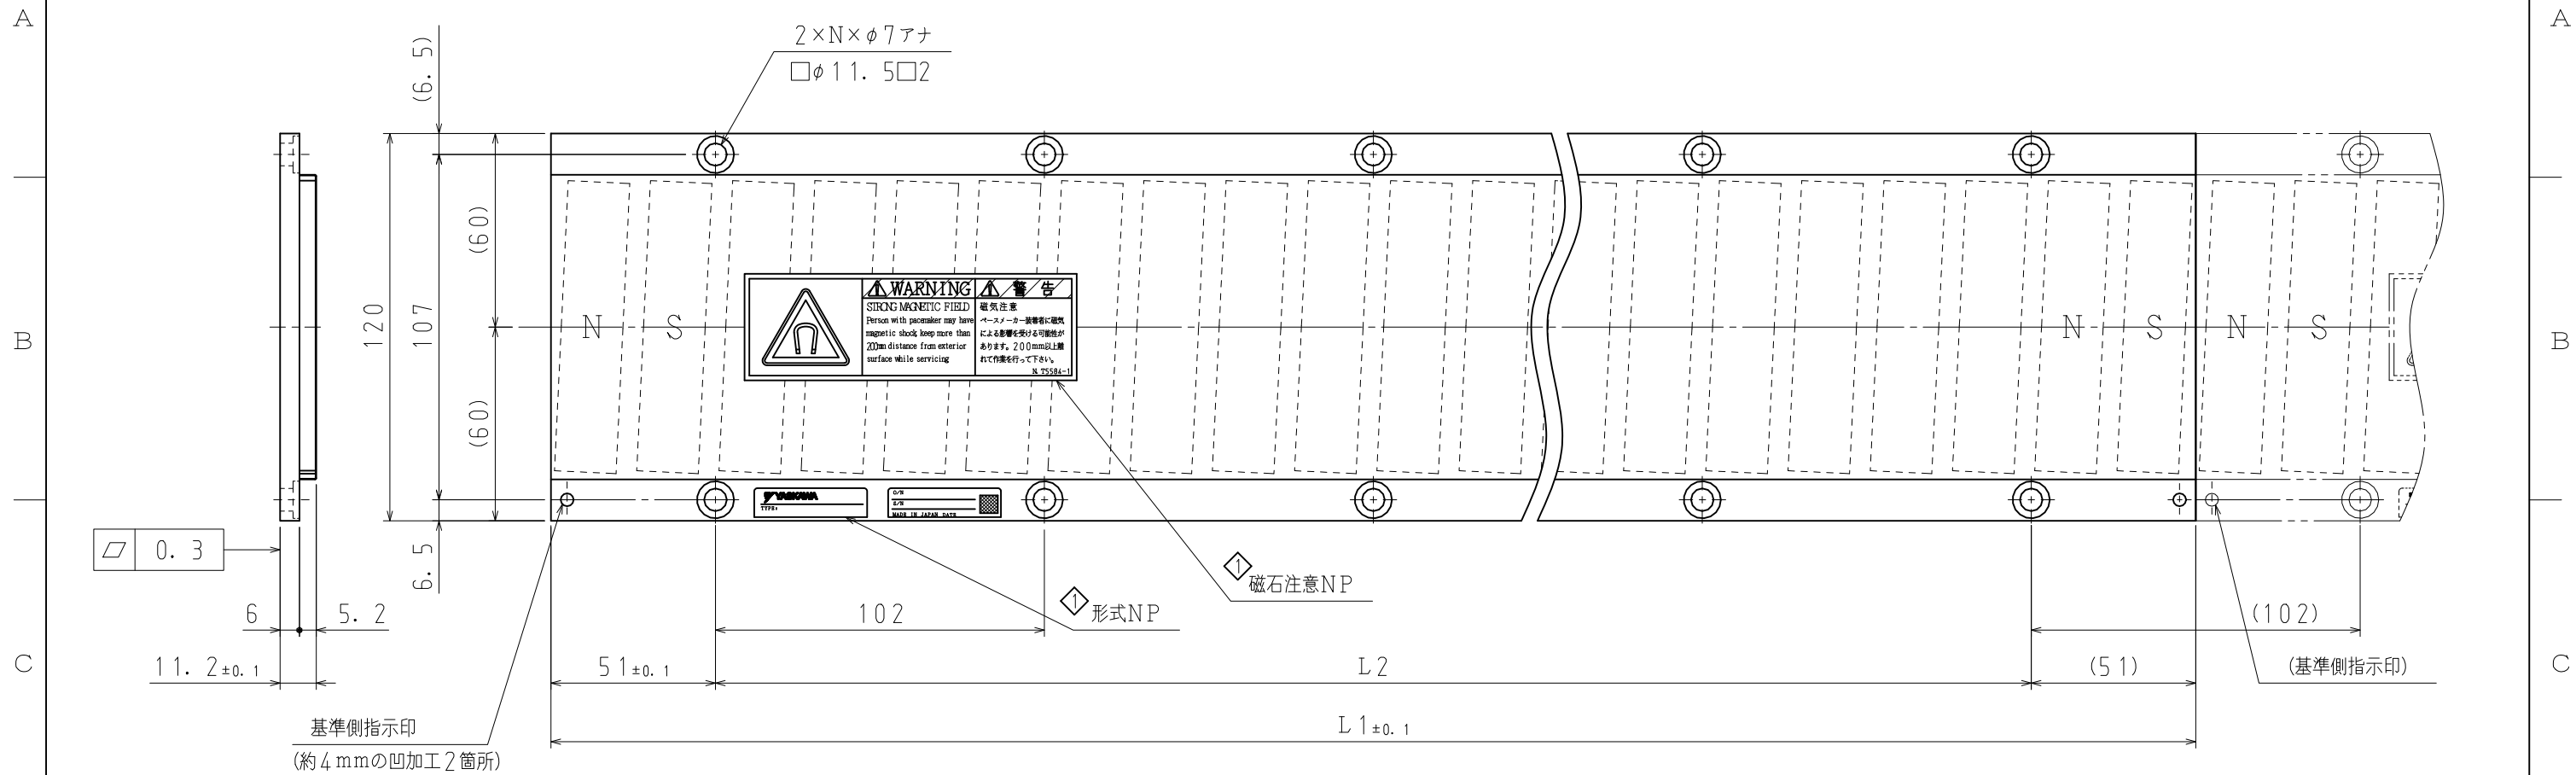 A
A
2×N×φ7アナ
□φ11.5□2
(6.5)
(60)
120
107
(60)
6.5
B
B
N
S
N
S
N
S
WARNING
STRONG MAGNETIC FIELD
Person with pacemaker may have
magnetic shock, keep more than
200mm distance from exterior
surface while servicing
警告
磁気注意
ペースメーカー装着者に磁気
による影響を受ける可能性が
あります。200mm以上離
れて作業を行って下さい。
YASKAWA
TYPE:
O/N
S/N
MADE IN JAPAN DATE
0.3
6
5.2
11.2±0.1
1
磁石注意NP
1
形式NP
102
(102)
C
C
51±0.1
L2
(51)
(基準側指示印)
基準側指示印
(約4mmの凹加工2箇所)
L1±0.1